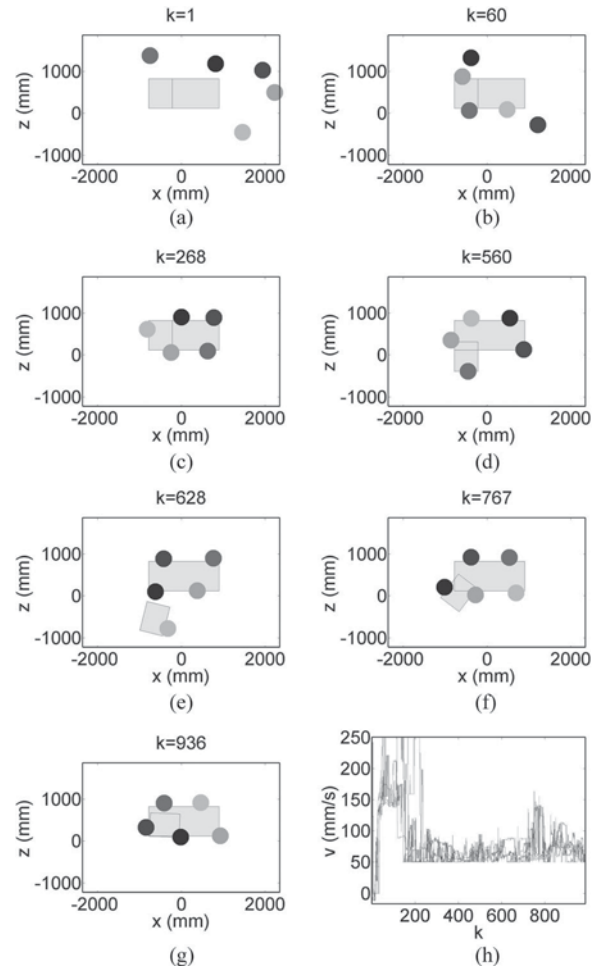 k=1
k=60
z (mm)
1000
0
-1000
-2000
0
2000
x (mm)
(a)
z (mm)
1000
0
-1000
-2000
0
2000
x (mm)
(b)
k=268
k=560
z (mm)
1000
0
-1000
-2000
0
2000
x (mm)
(c)
z (mm)
1000
0
-1000
-2000
0
2000
x (mm)
(d)
k=628
k=767
z (mm)
1000
0
-1000
-2000
0
2000
x (mm)
(e)
z (mm)
1000
0
-1000
-2000
0
2000
x (mm)
(f)
k=936
z (mm)
1000
0
-1000
-2000
0
2000
x (mm)
(g)
v (mm/s)
250
200
150
100
50
0
200
400
600
800
k
(h)